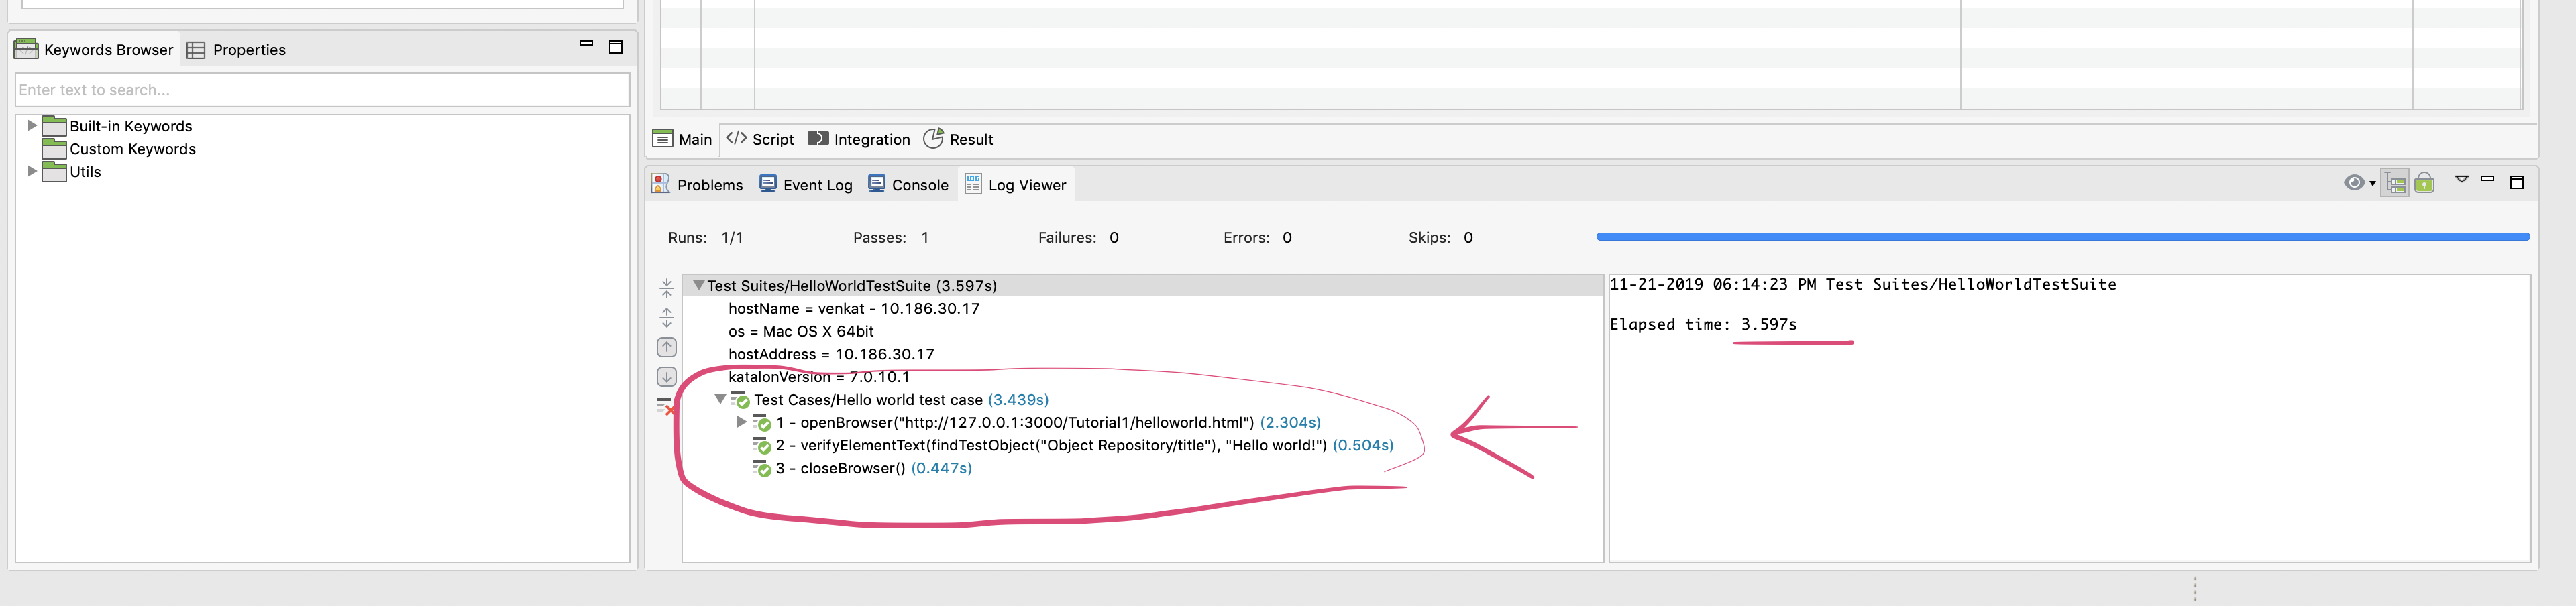 Keywords Browser Properties
Enter text to search...
Built-in Keywords
Custom Keywords
Utils
Main Script Integration Result
Problems Event Log Console Log Viewer
Runs: 1/1 Passes: 1 Failures: 0 Errors: 0 Skips: 0
Test Suites/HelloWorldTestSuite (3.597s)
hostName = venkat - 10.186.30.17
os = Mac OS X 64bit
hostAddress = 10.186.30.17
katalonVersion = 7.0.10.1
Test Cases/Hello world test case (3.439s)
1 - openBrowser("http://127.0.0.1:3000/Tutorial1/helloworld.html") (2.304s)
2 - verifyElementText(findTestObject("Object Repository/title"), "Hello world!") (0.504s)
3 - closeBrowser() (0.447s)
11-21-2019 06:14:23 PM Test Suites/HelloWorldTestSuite
Elapsed time: 3.597s